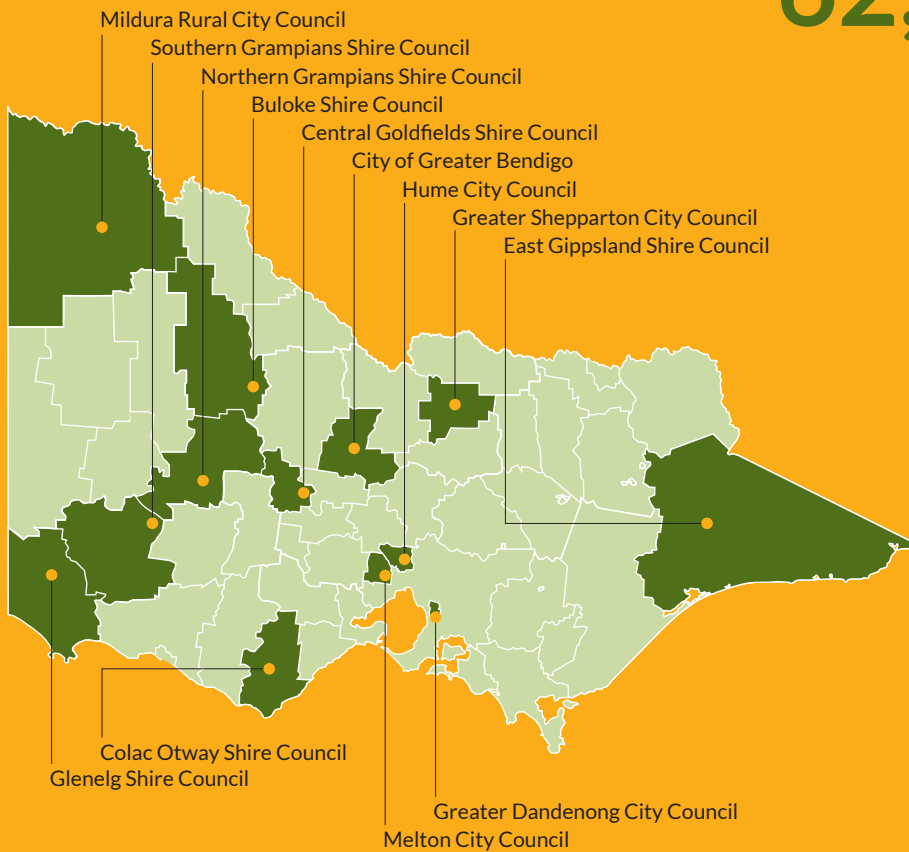 62,
Mildura Rural City Council
Southern Grampians Shire Council
Northern Grampians Shire Council
Buloke Shire Council
Central Goldfields Shire Council
City of Greater Bendigo
Hume City Council
Greater Shepparton City Council
East Gippsland Shire Council
Colac Otway Shire Council
Glenelg Shire Council
Greater Dandenong City Council
Melton City Council